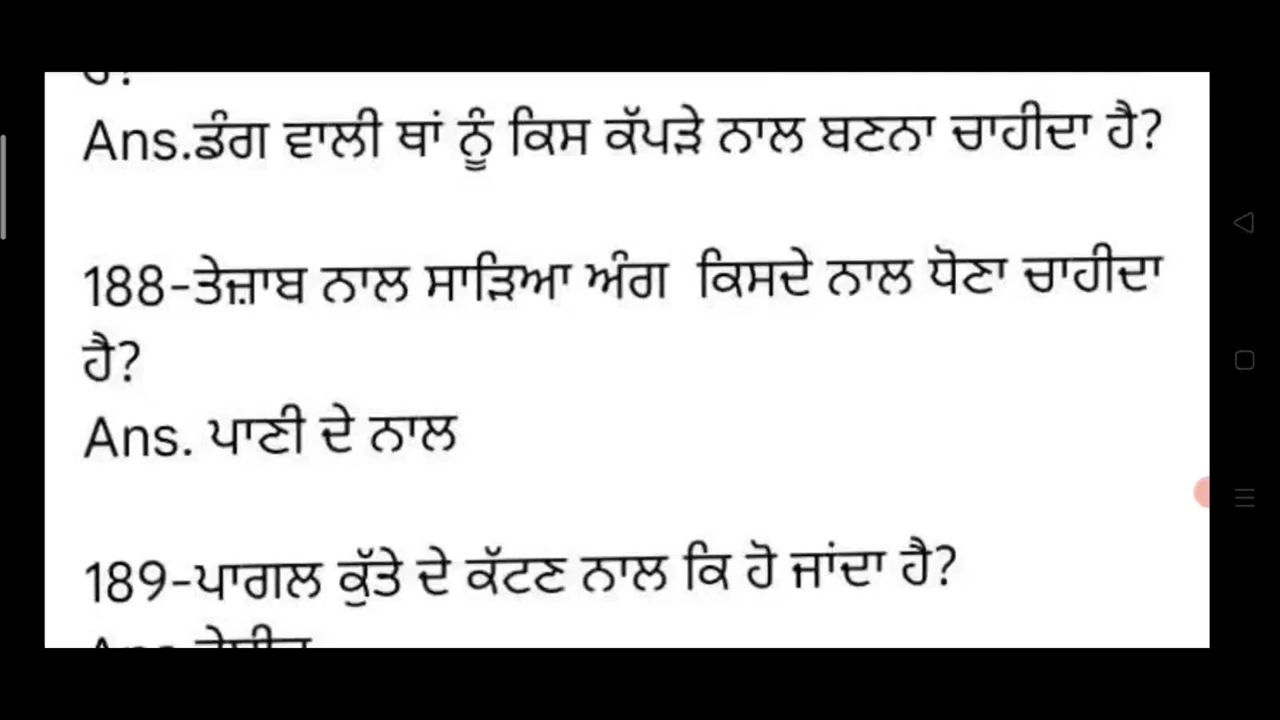 Ans.ਡੰਗ ਵਾਲੀ ਥਾਂ ਨੂੰ ਕਿਸ ਕੱਪੜੇ ਨਾਲ ਬਣਨਾ ਚਾਹੀਦਾ ਹੈ?
188-ਤੇਜ਼ਾਬ ਨਾਲ ਸਾੜਿਆ ਅੰਗ ਕਿਸਦੇ ਨਾਲ ਧੋਣਾ ਚਾਹੀਦਾ
ਹੈ?
Ans. ਪਾਣੀ ਦੇ ਨਾਲ
189-ਪਾਗਲ ਕੁੱਤੇ ਦੇ ਕੱਟਣ ਨਾਲ ਕਿ ਹੋ ਜਾਂਦਾ ਹੈ?